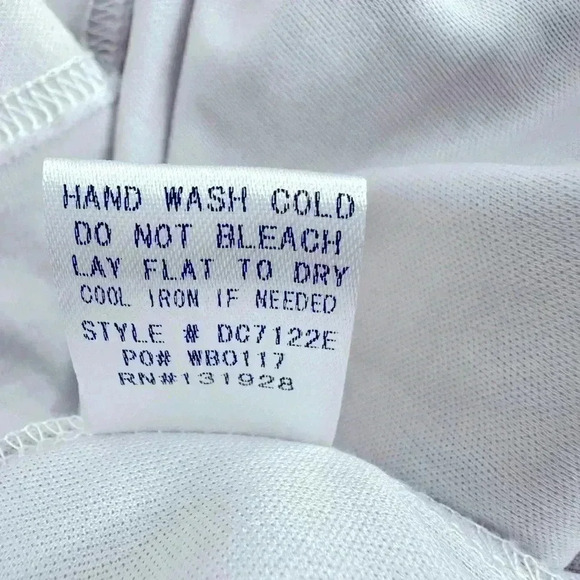 HAND WASH COLD
DO NOT BLEACH
LAY FLAT TO DRY
COOL IRON IF NEEDED
STYLE # DC7122E
PO# WBO117
RN#131928